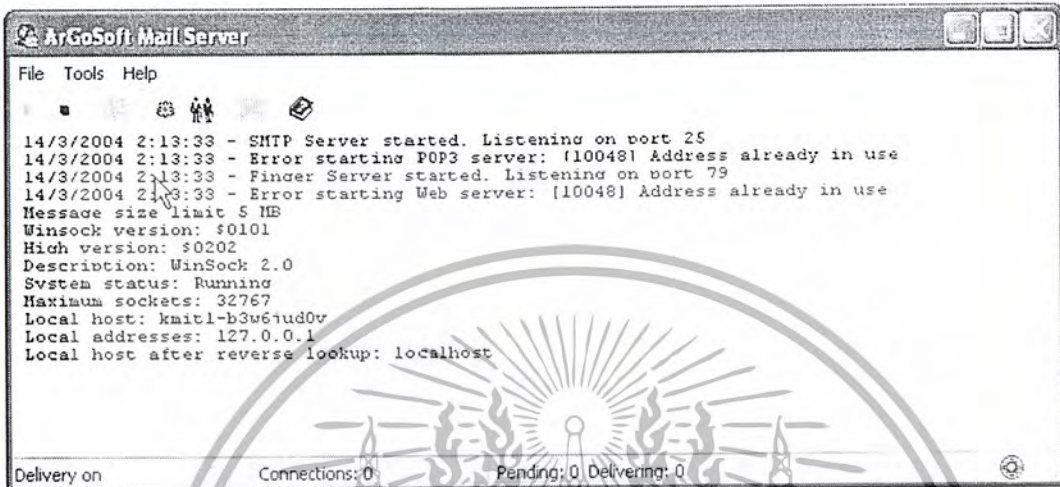 ArGoSoft Mail Server
File Tools Help
14/3/2004 2:13:33 - SMTP Server started. Listening on port 25
14/3/2004 2:13:33 - Error starting POP3 server: [10048] Address already in use
14/3/2004 2:13:33 - Finger Server started. Listening on port 79
14/3/2004 2:13:33 - Error starting Web server: [10048] Address already in use
Message size limit 5 MB
Winsock version: $0101
High version: $0202
Description: WinSock 2.0
System status: Running
Maximum sockets: 32767
Local host: kmitl-b3w6iud0v
Local addresses: 127.0.0.1
Local host after reverse lookup: localhost
Delivery on Connections: 0 Pending: 0 Delivering: 0